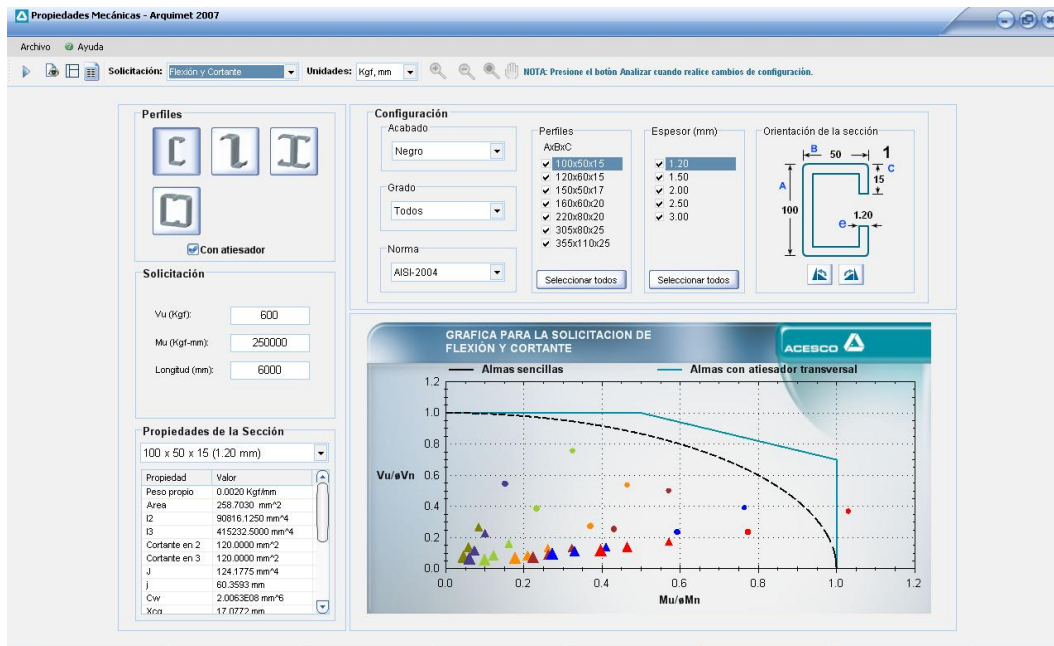 Propiedades Mecánicas - Arquimet 2007
Archivo Ayuda
Solicitación: Flexión y Cortante Unidades: Kgf, mm NOTA: Presione el botón Analizar cuando realice cambios de configuración.
Perfiles
Con atiesador
Solicitación
Vu (Kgf): 600
Mu (Kgf-mm): 250000
Longitud (mm): 6000
Propiedades de la Sección
100 x 50 x 15 (1.20 mm)
Propiedad Valor
Peso propio 0.0020 Kgf/mm
Area 258.7030 mm^2
I2 90816.1250 mm^4
I3 415232.5000 mm^4
Cortante en 2 120.0000 mm^2
Cortante en 3 120.0000 mm^2
J 124.1775 mm^4
j 60.3593 mm
Cw 2.0063E08 mm^6
Xcg 17.0772 mm
Configuración
Acabado
Negro
Grado
Todos
Norma
AISI-2004
Perfiles
AxBxC
100x50x15
120x60x15
150x50x17
160x60x20
220x80x20
305x80x25
355x110x25
Seleccionar todos
Espesor (mm)
1.20
1.50
2.00
2.50
3.00
Seleccionar todos
Orientación de la sección
B 50 1
C
15
A
100
1.20
e
GRAFICA PARA LA SOLICITACION DE
FLEXIÓN Y CORTANTE
ACESCO
Almas sencillas Almas con atiesador transversal
1.2
1.0
0.8
Vu/øVn 0.6
0.4
0.2
0.0
0.0 0.2 0.4 0.6 0.8 1.0 1.2
Mu/øMn